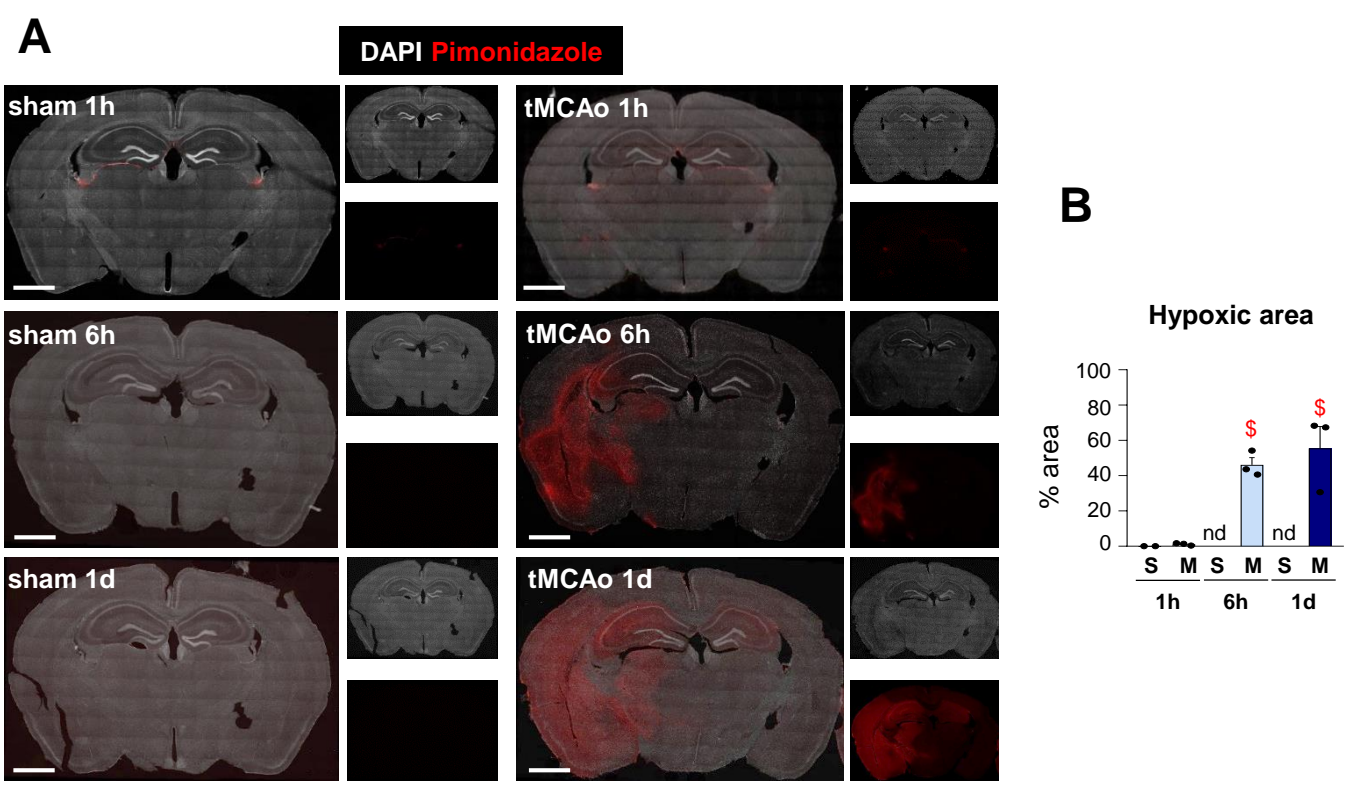 A
DAPI Pimonidazole
sham 1h
tMCAo 1h
sham 6h
tMCAo 6h
sham 1d
tMCAo 1d
B
Hypoxic area
% area
100
80
60
40
20
0
$
$
nd
nd
S M S M S M
1h 6h 1d